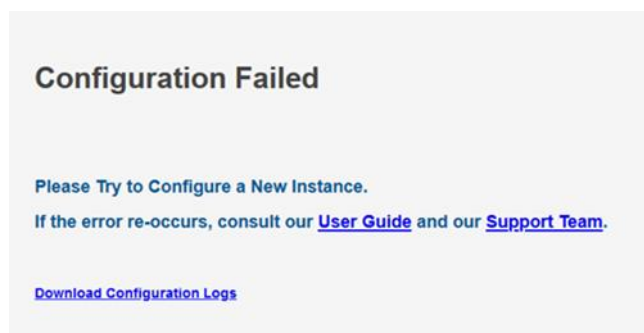 Configuration Failed
Please Try to Configure a New Instance.
If the error re-occurs, consult our User Guide and our Support Team.
Download Configuration Logs